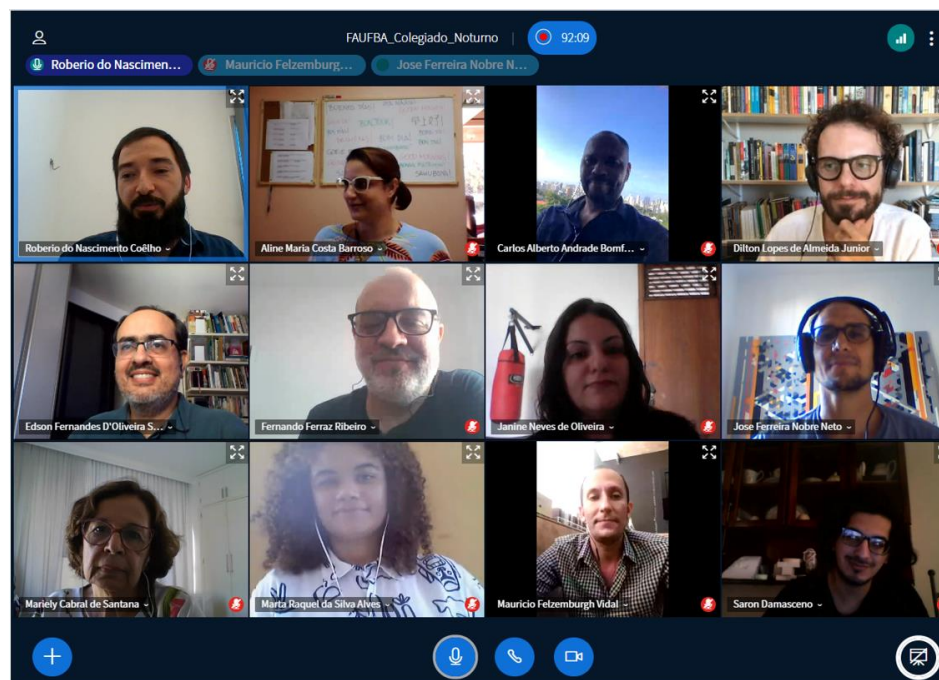 FAUFBA_Colegiado_Noturno | 92:09
Roberio do Nascimen...
Mauricio Felzemburg...
Jose Ferreira Nobre N...
Roberio do Nascimento Coêlho
Aline Maria Costa Barroso
Carlos Alberto Andrade Bomf...
Dilton Lopes de Almeida Junior
Edson Fernandes D'Oliveira S...
Fernando Ferraz Ribeiro
Janine Neves de Oliveira
Jose Ferreira Nobre Neto
Mariely Cabral de Santana
Marta Raquel da Silva Alves
Mauricio Felzemburgh Vidal
Saron Damasceno